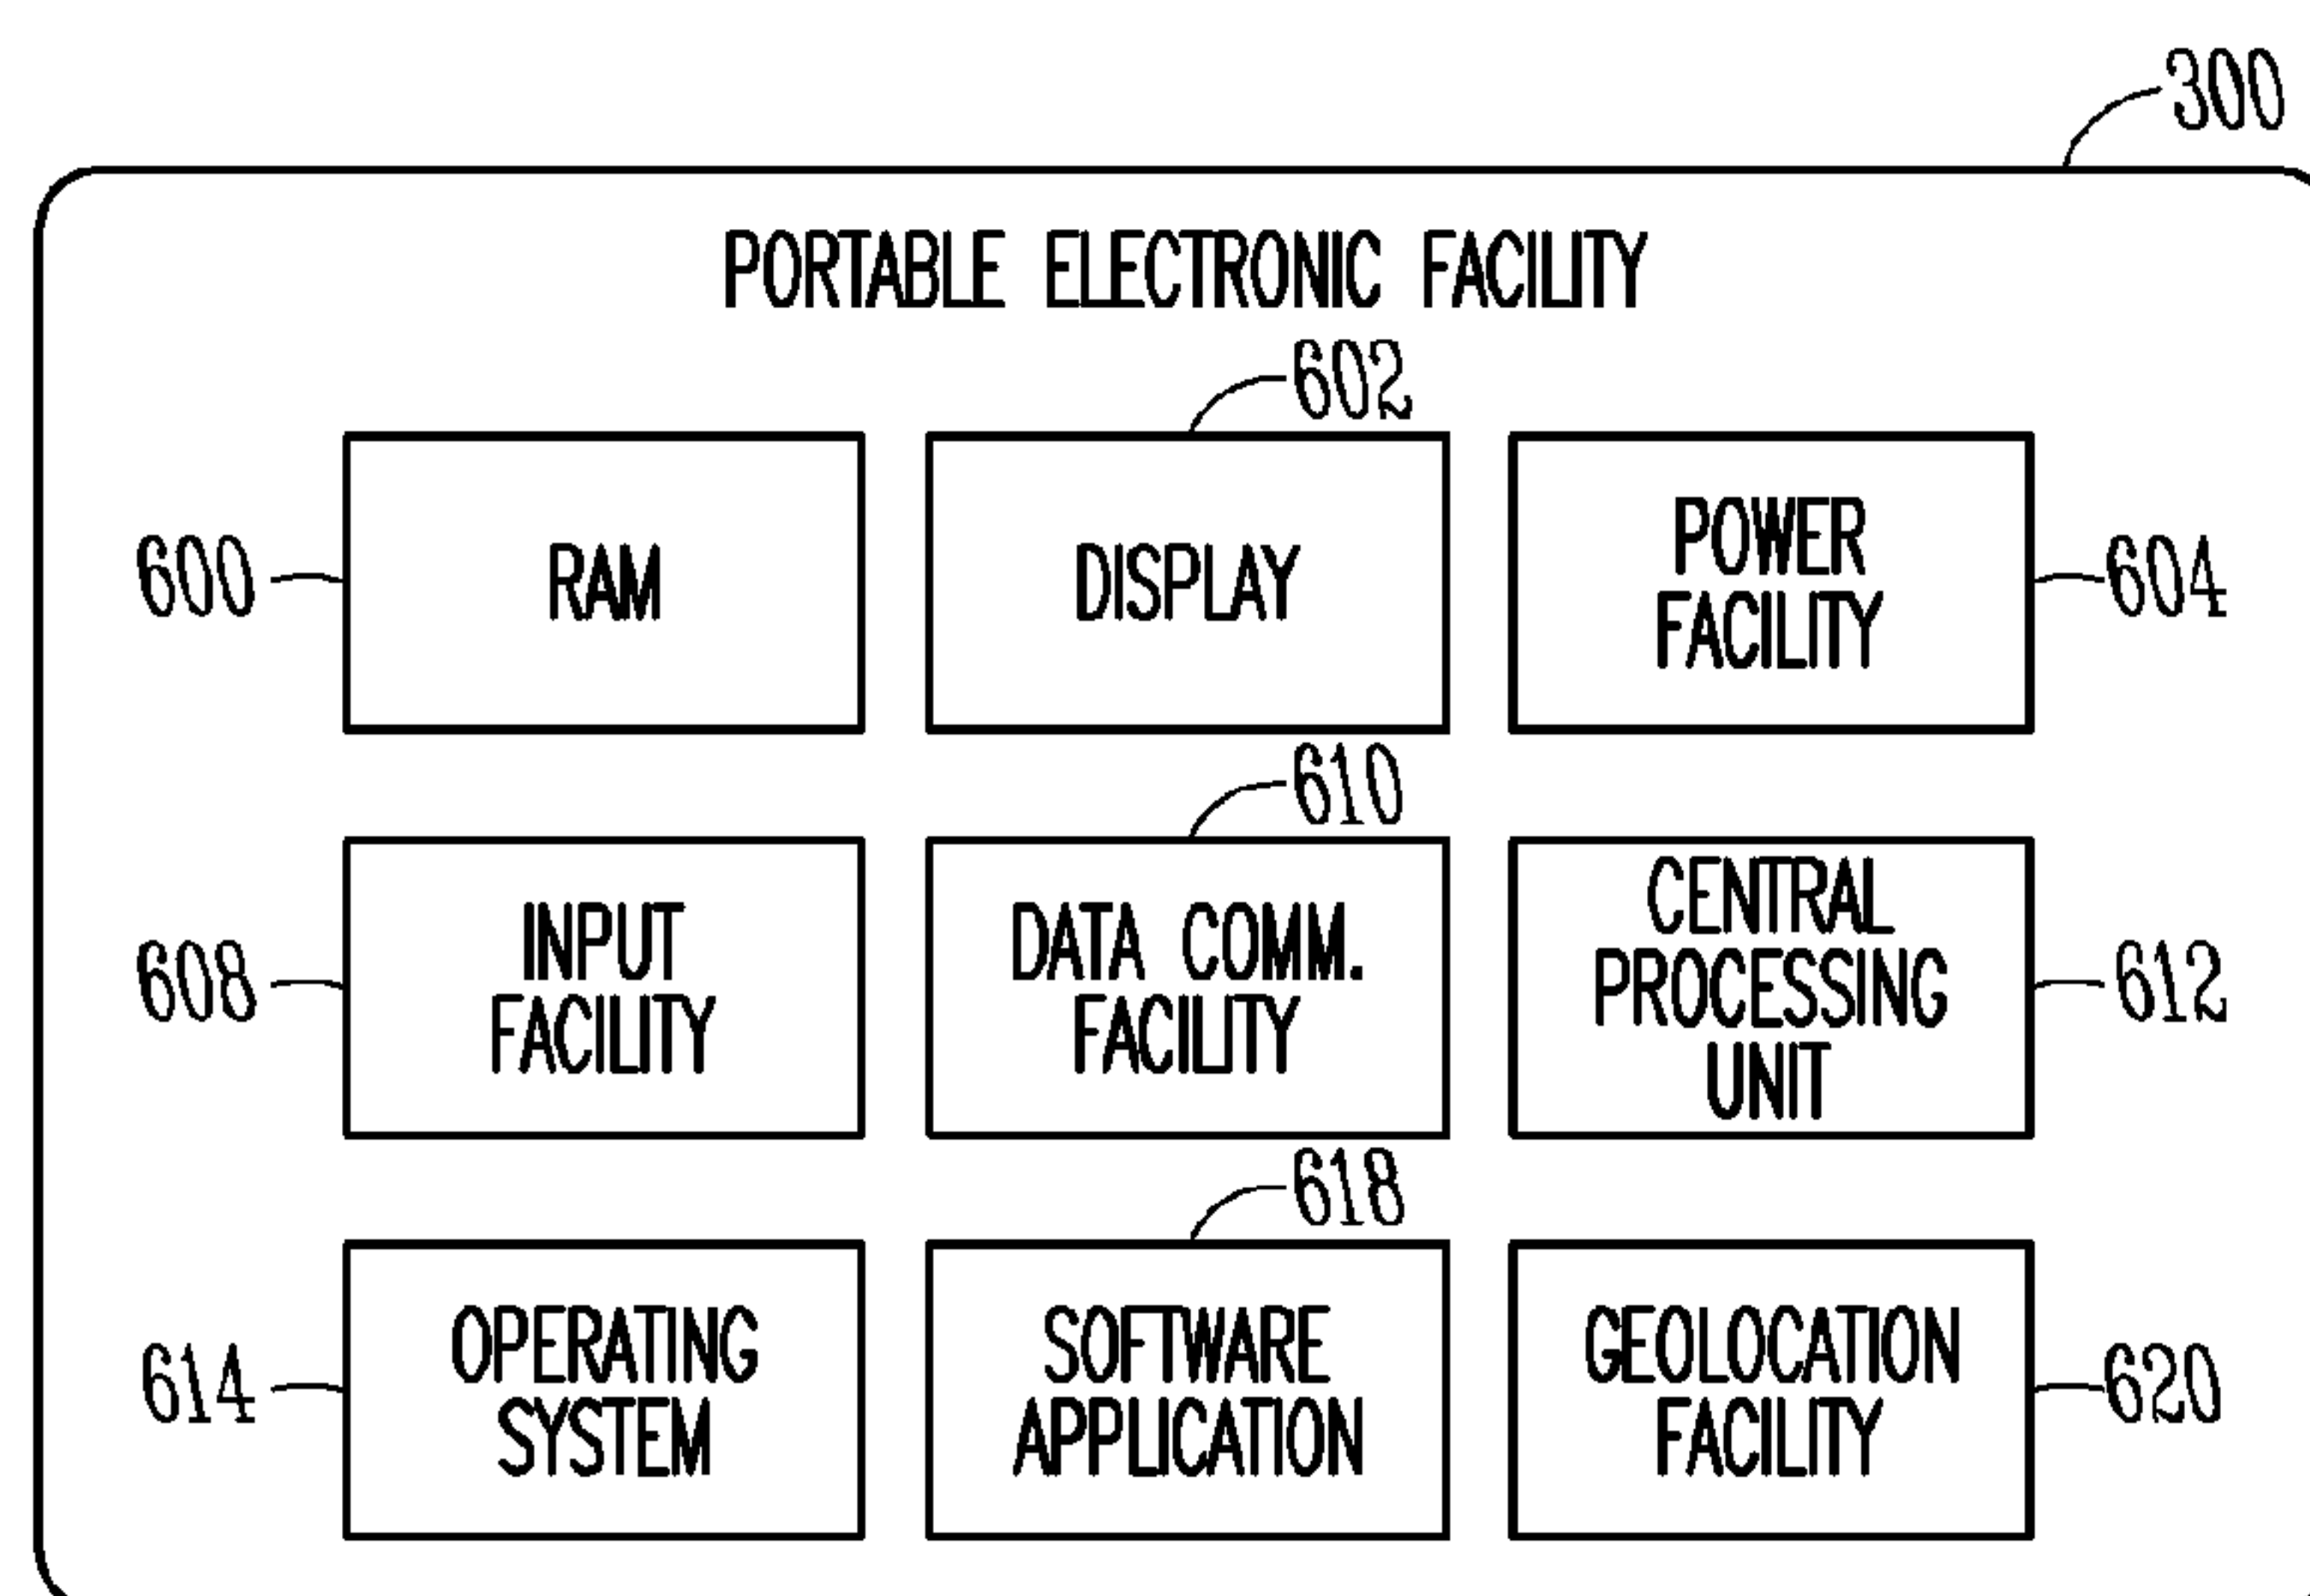 300
PORTABLE ELECTRONIC FACILITY
602
600
RAM
DISPLAY
POWER
FACILITY
604
610
608
INPUT
FACILITY
DATA COMM.
FACILITY
CENTRAL
PROCESSING
UNIT
612
618
614
OPERATING
SYSTEM
SOFTWARE
APPLICATION
GEOLOCATION
FACILITY
620